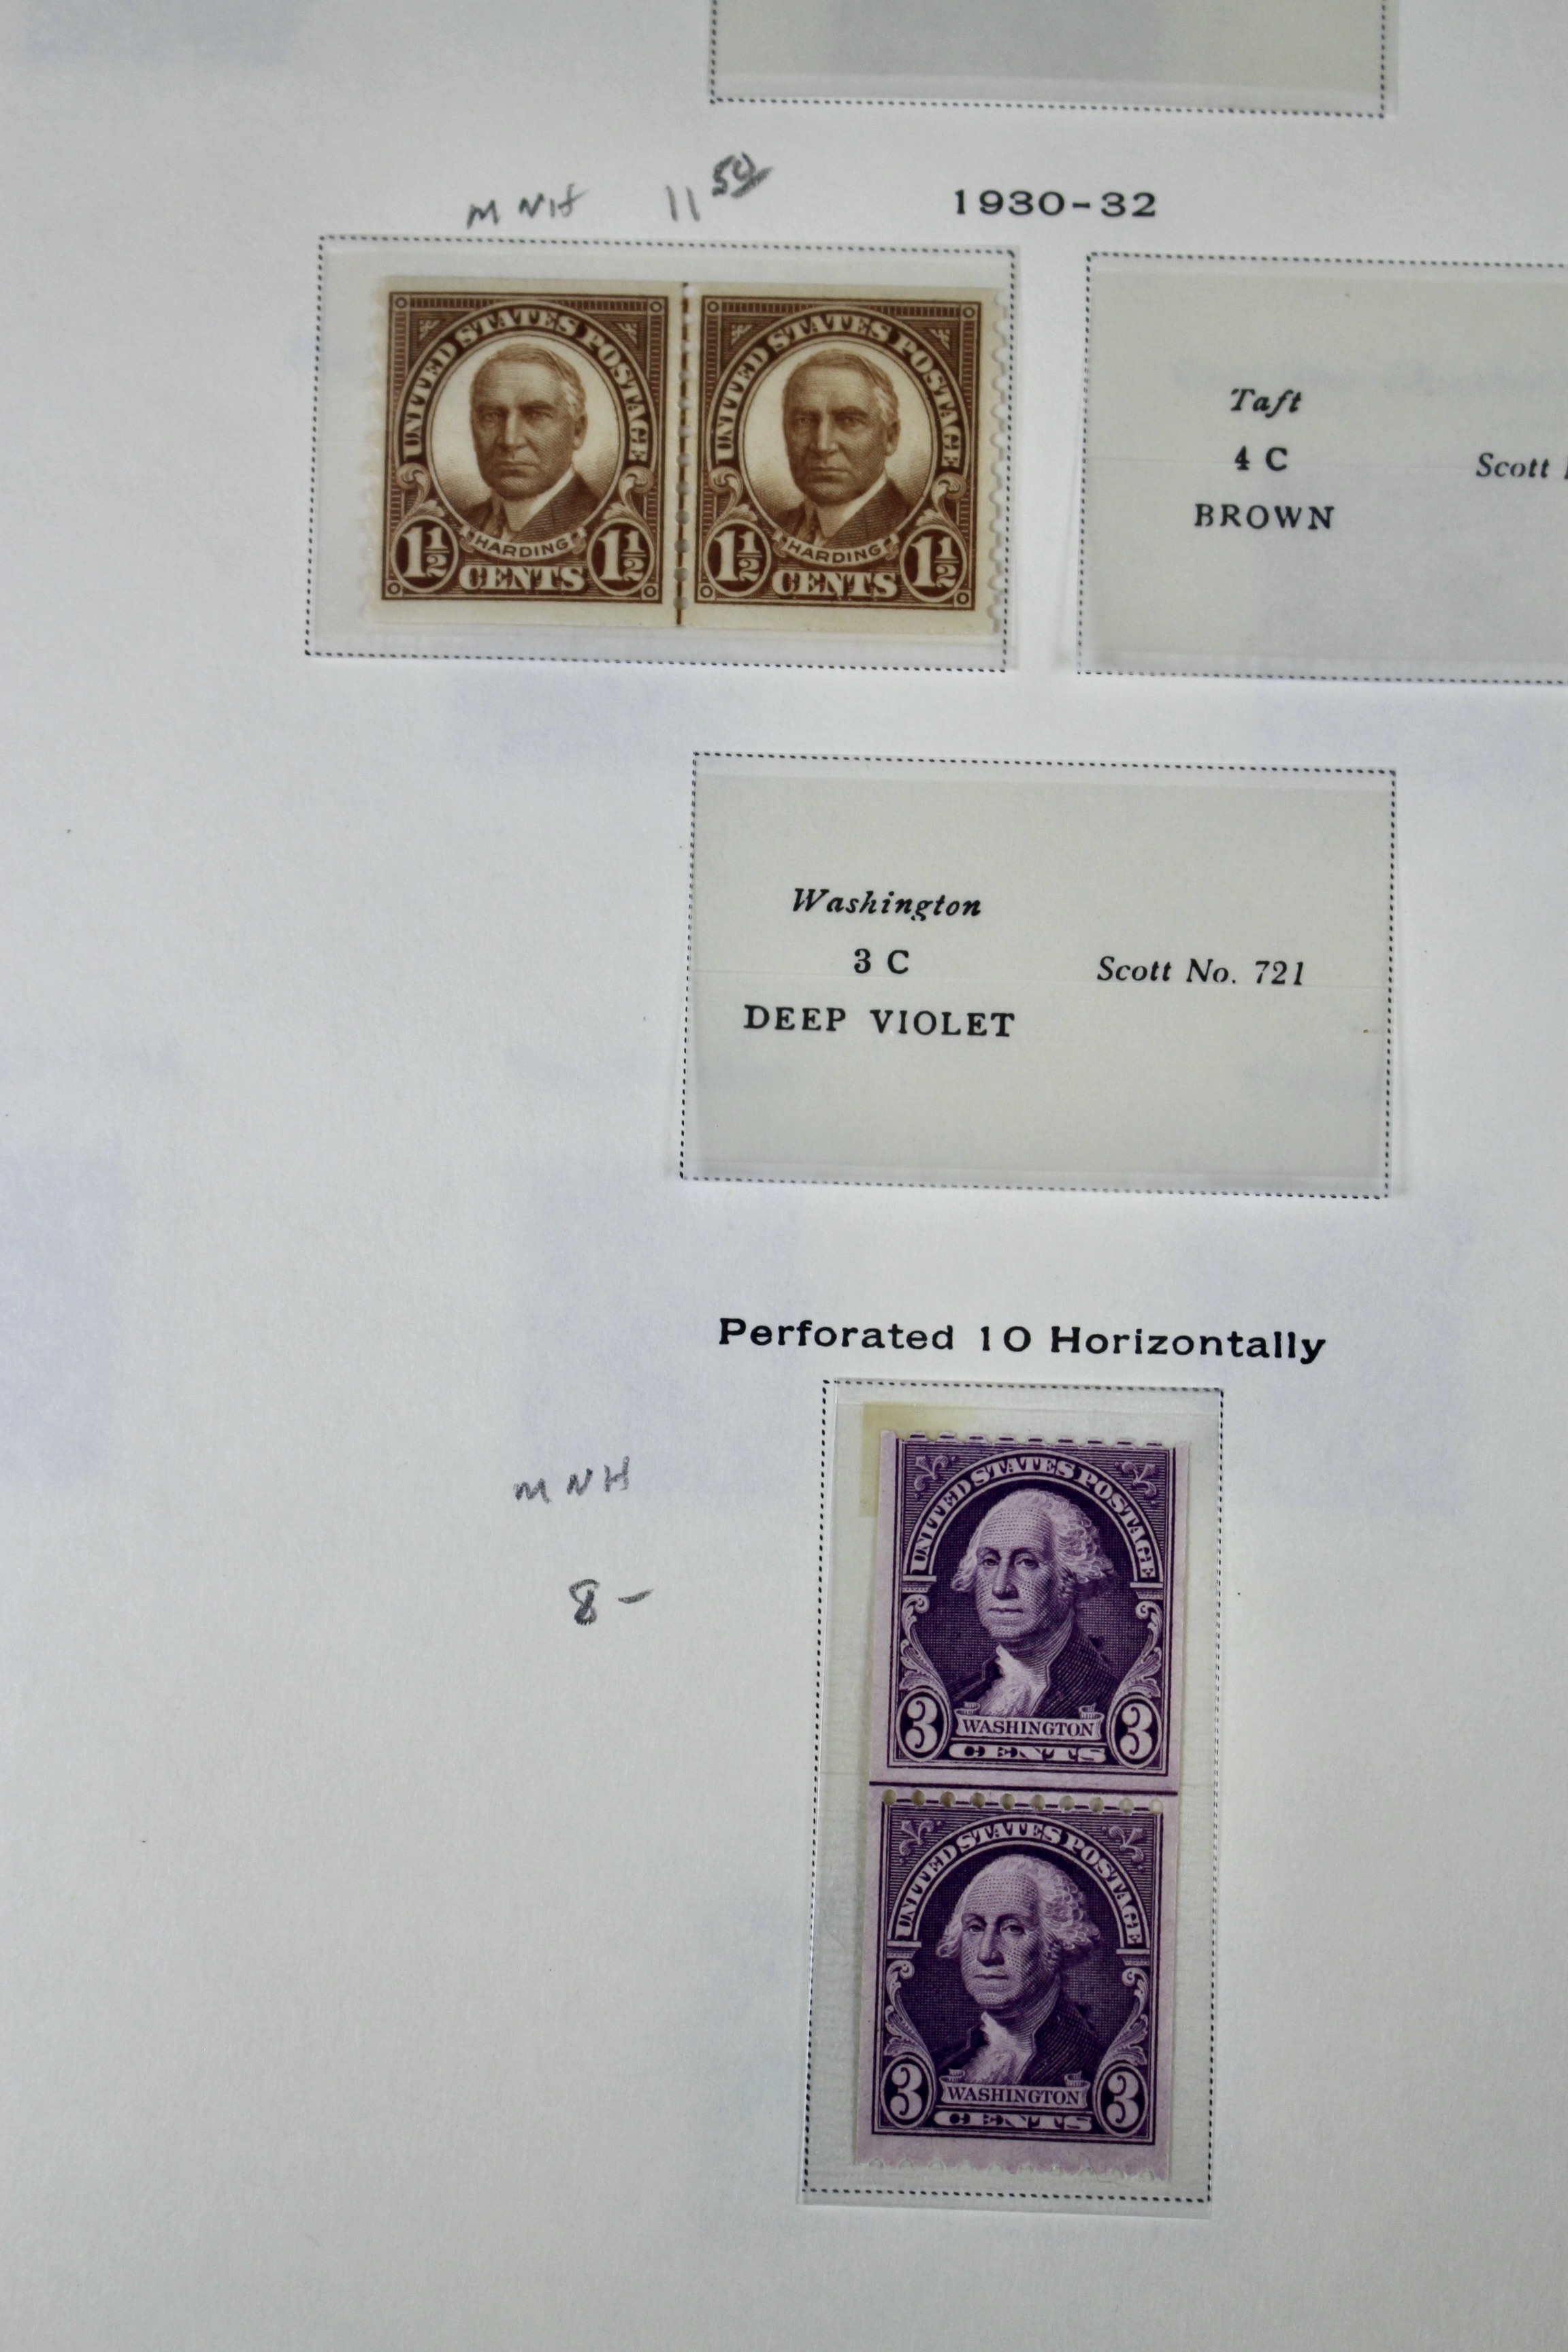 M NH 11 50
1930-32
UNITED STATES POSTAGE
HARDING
1½ 1½
CENTS
UNITED STATES POSTAGE
HARDING
1½ 1½
CENTS
Taft
4 C
Scott
BROWN
Washington
3 C
Scott No. 721
DEEP VIOLET
Perforated 10 Horizontally
M NH
8 –
UNITED STATES POSTAGE
3 WASHINGTON 3
CENTS
UNITED STATES POSTAGE
3 WASHINGTON 3
CENTS